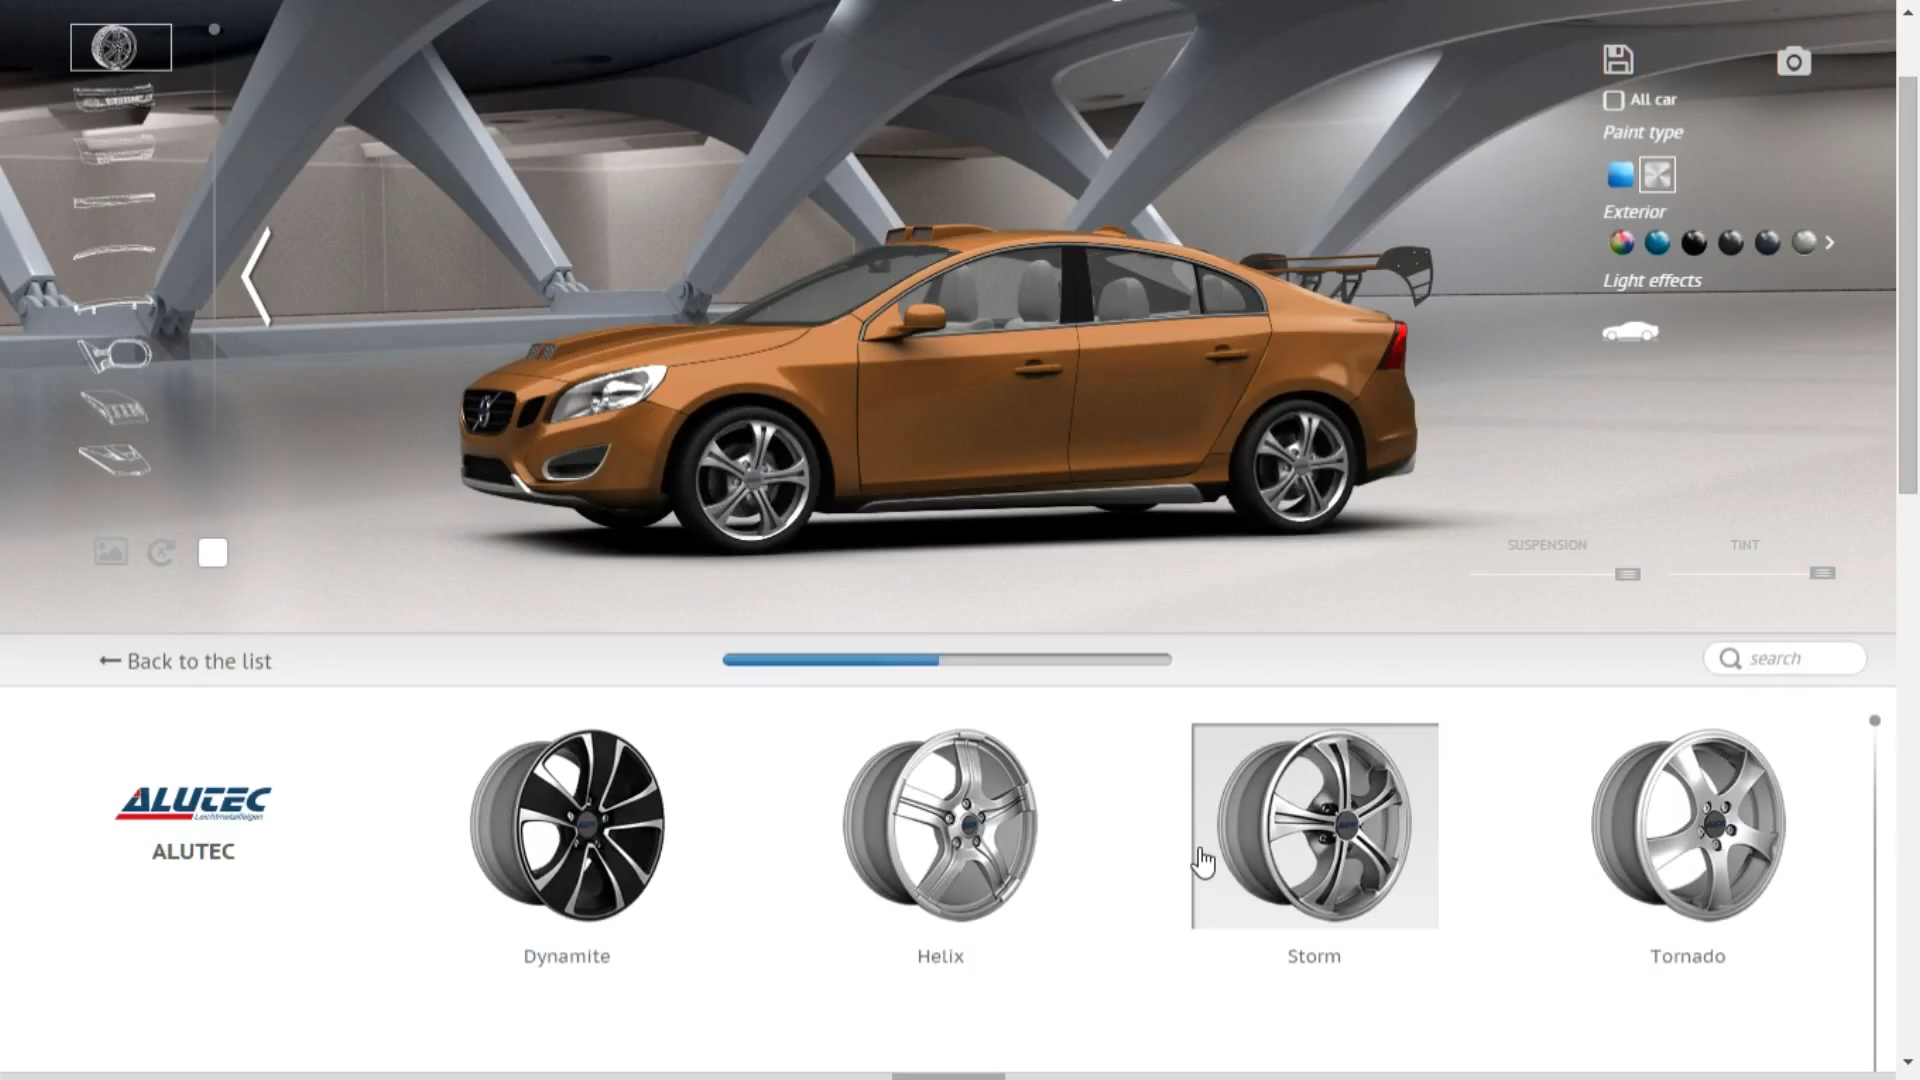 All car
Paint type
Exterior
Light effects
SUSPENSION
TINT
Back to the list
search
ALUTEC
Leichtmetallfelgen
ALUTEC
Dynamite
Helix
Storm
Tornado